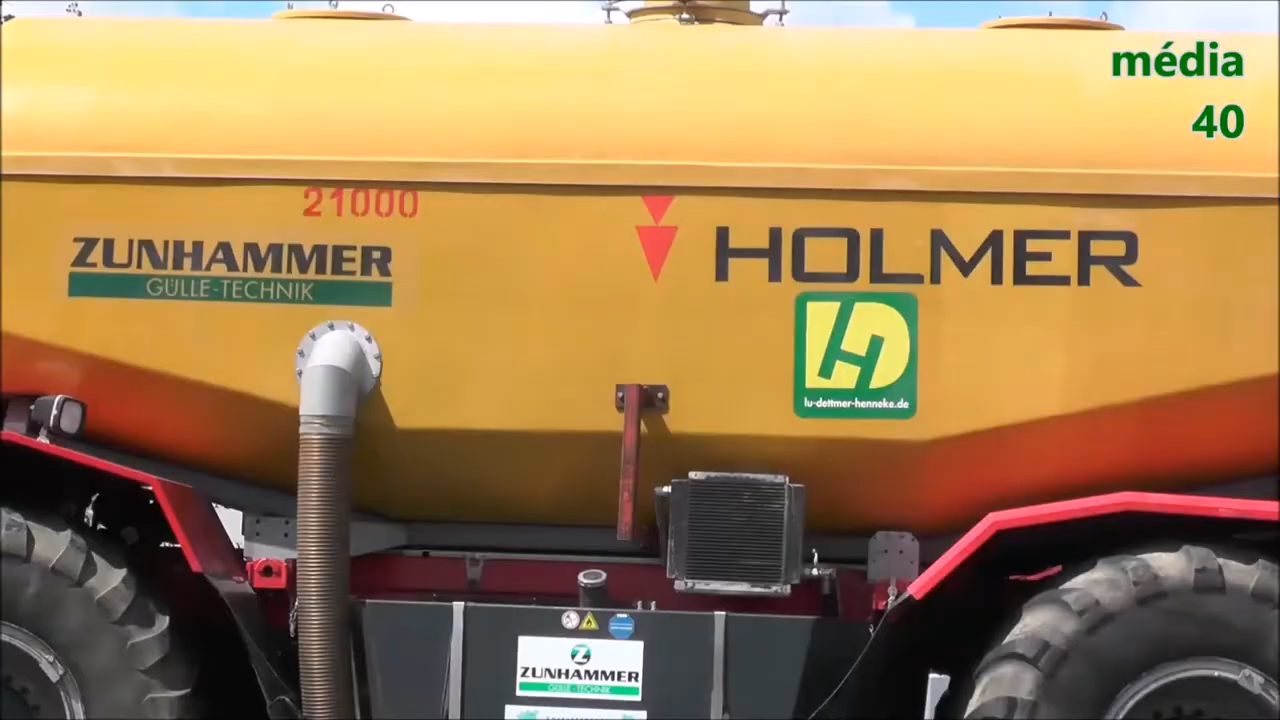 média
40
21000
ZUNHAMMER
GÜLLE-TECHNIK
HOLMER
lu-dettmer-henneke.de
ZUNHAMMER
GÜLLE-TECHNIK